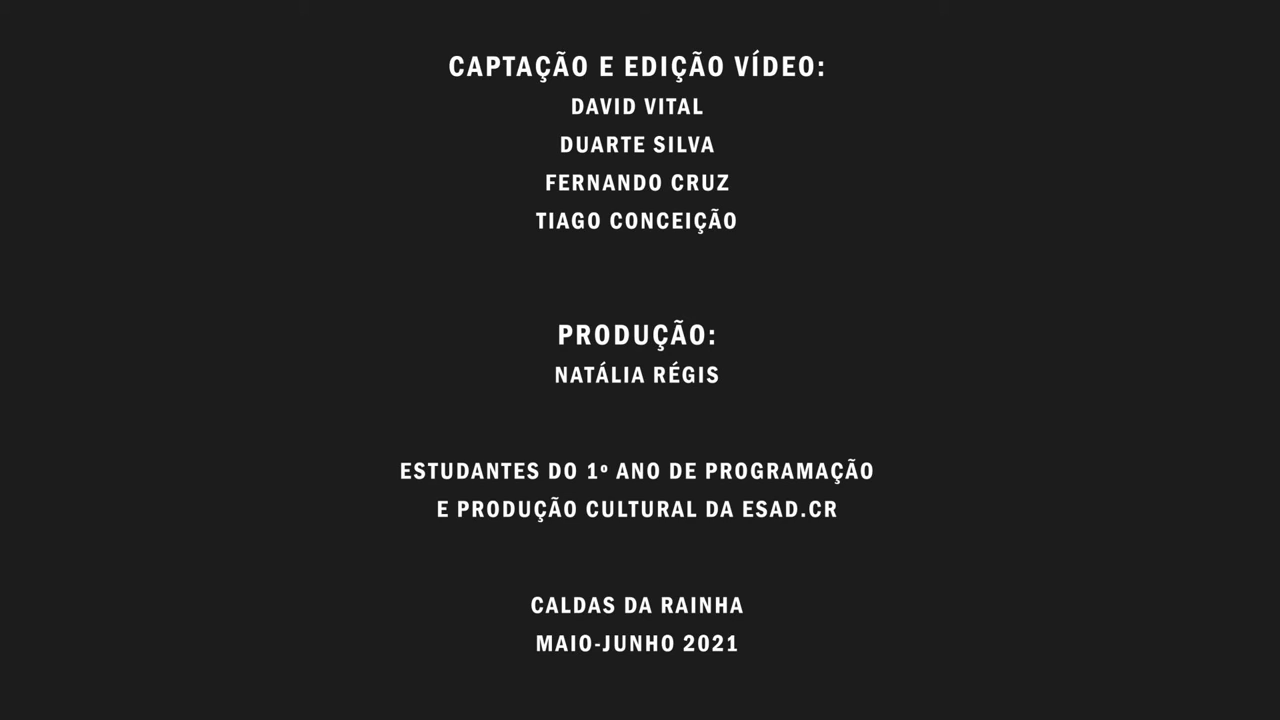 CAPTAÇÃO E EDIÇÃO VÍDEO:
DAVID VITAL
DUARTE SILVA
FERNANDO CRUZ
TIAGO CONCEIÇÃO
PRODUÇÃO:
NATÁLIA RÉGIS
ESTUDANTES DO 1º ANO DE PROGRAMAÇÃO
E PRODUÇÃO CULTURAL DA ESAD.CR
CALDAS DA RAINHA
MAIO-JUNHO 2021